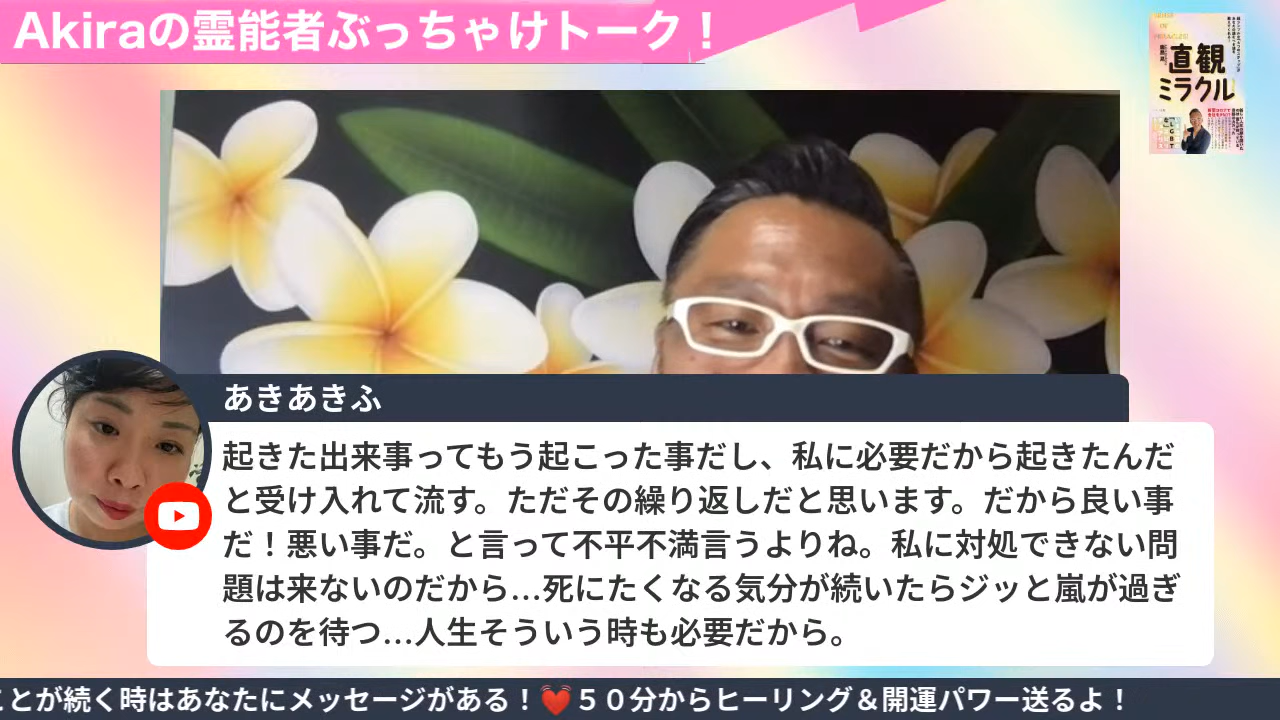 Akiraの霊能者ぶっちゃけトーク！
直観
ミラクル
LGBT
あきあきふ
起きた出来事ってもう起こった事だし、私に必要だから起きたんだ
と受け入れて流す。ただその繰り返しだと思います。だから良い事
だ！悪い事だ。と言って不平不満言うよりね。私に対処できない問
題は来ないのだから…死にたくなる気分が続いたらジッと嵐が過ぎ
るのを待つ…人生そういう時も必要だから。
ことが続く時はあなたにメッセージがある！💓５０分からヒーリング＆開運パワー送るよ！